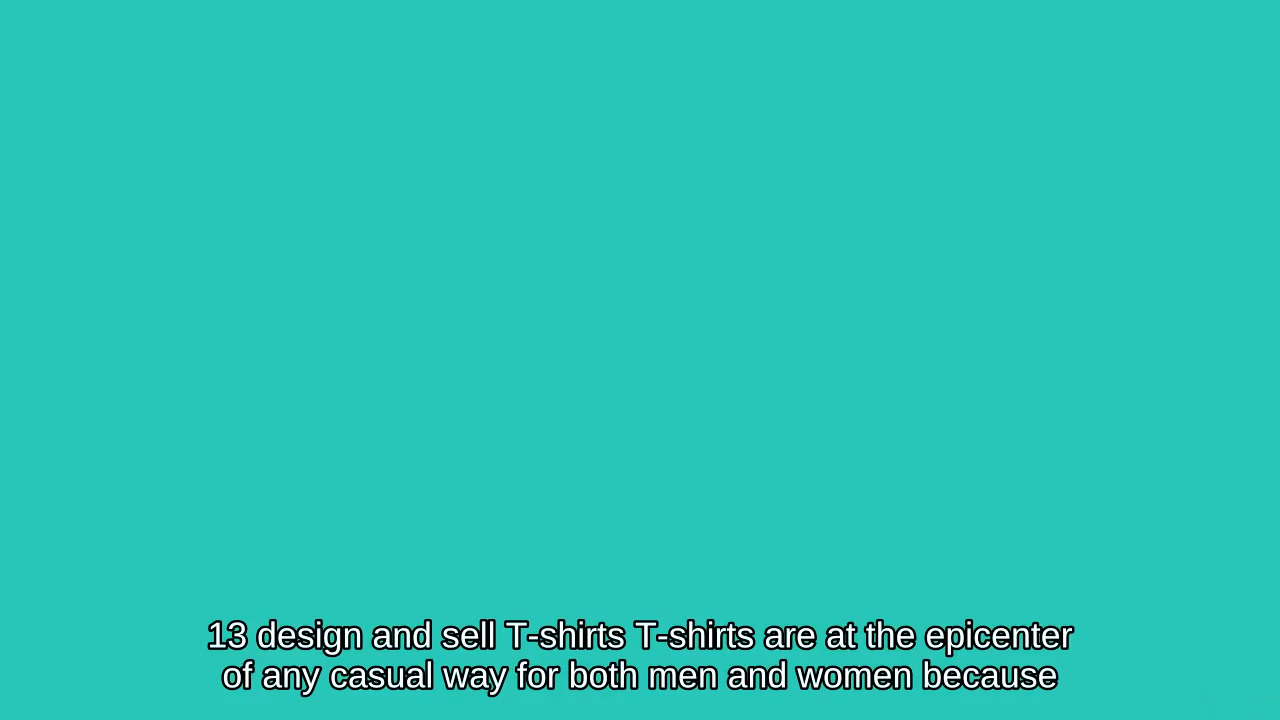 13 design and sell T-shirts T-shirts are at the epicenter
of any casual way for both men and women because